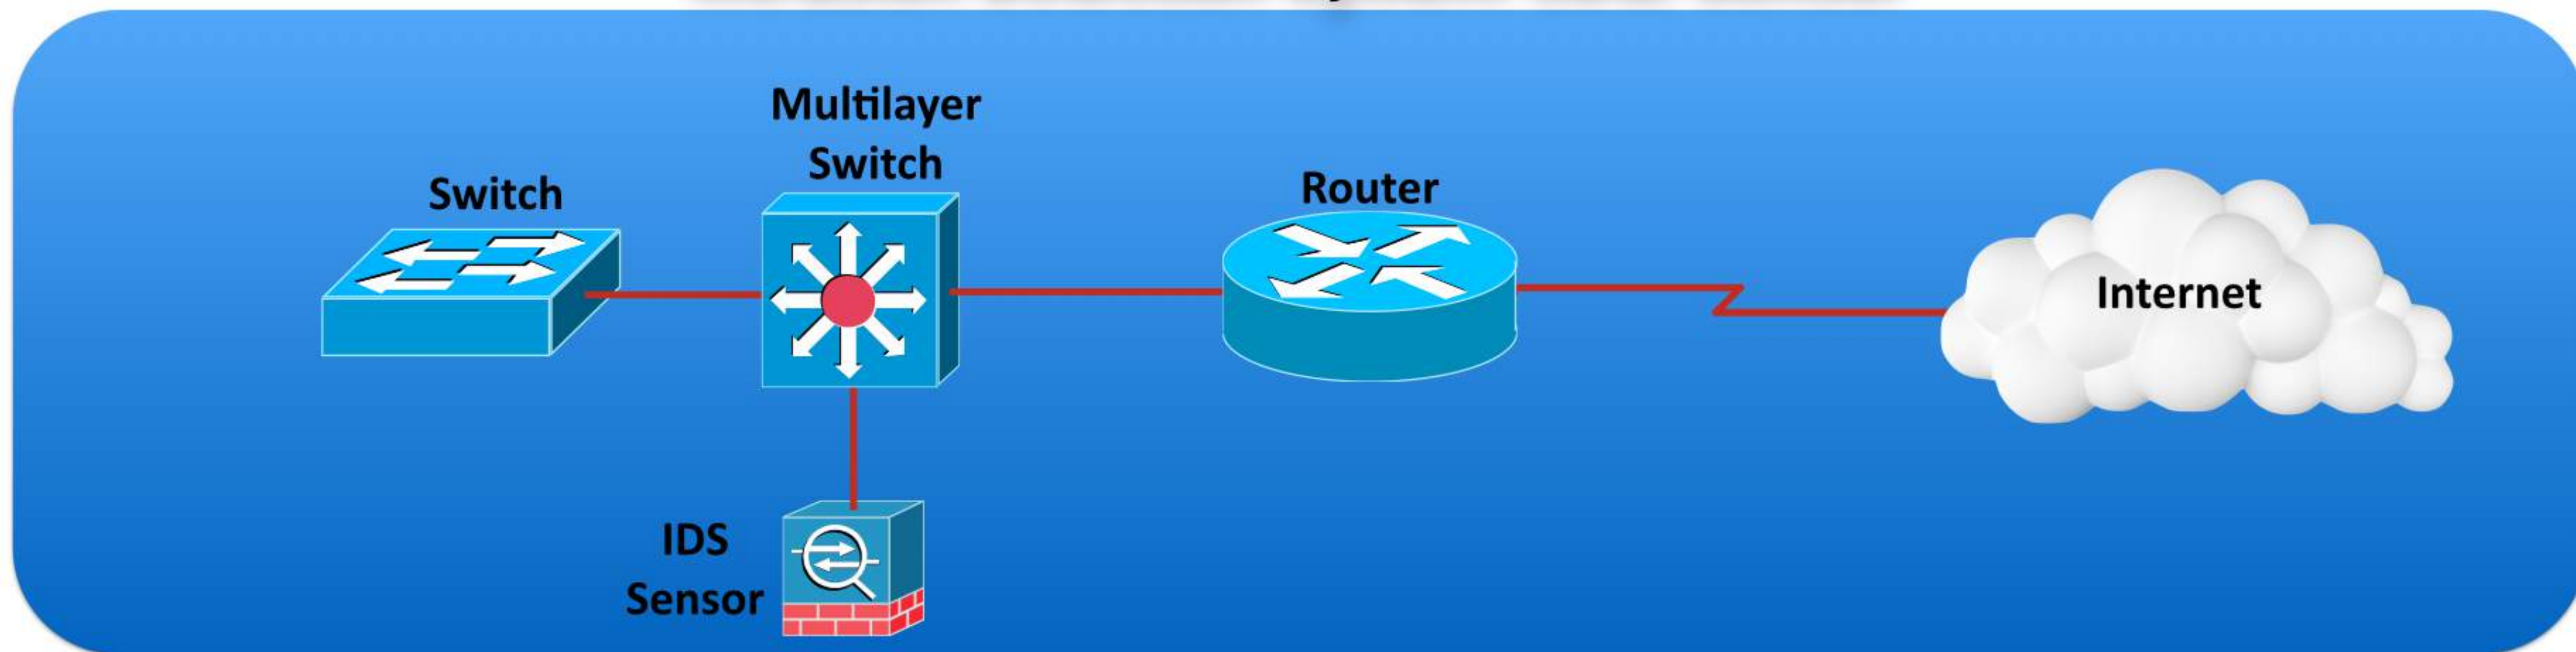 Multilayer
Switch
Switch
Router
Internet
IDS
Sensor